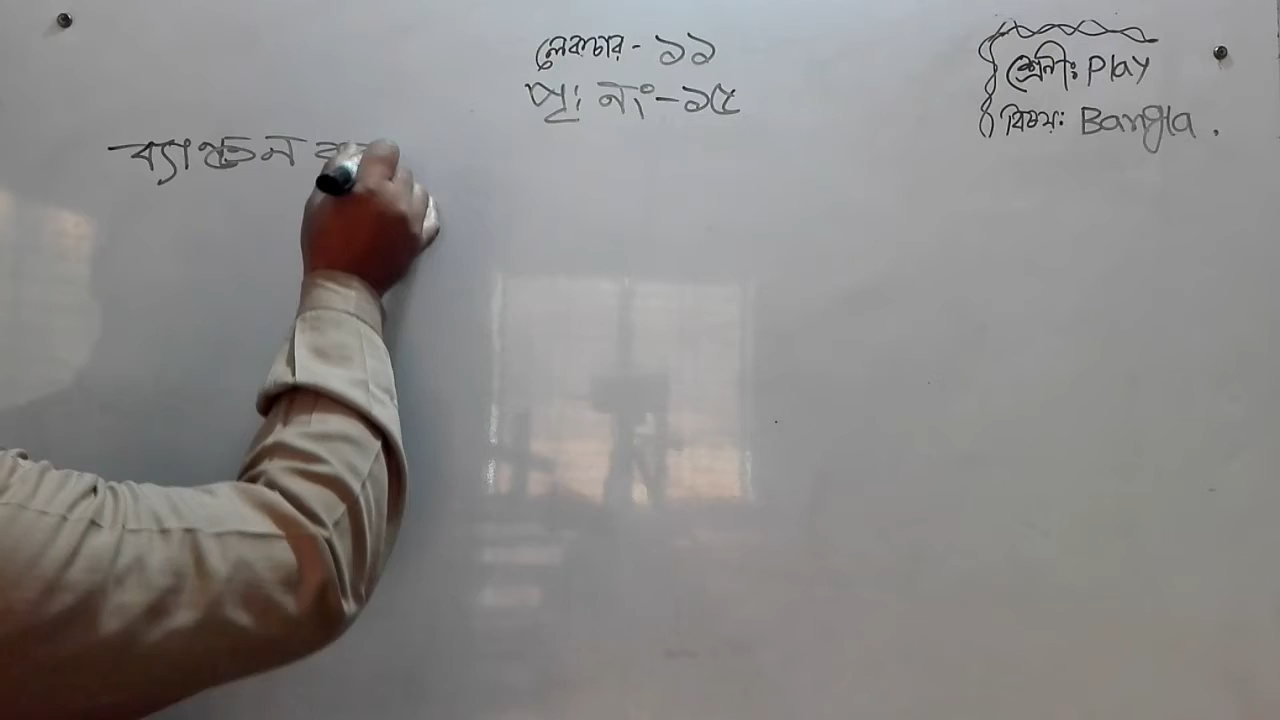 লেকচার - ১১
পৃ: নং - ১৫
শ্রেনীঃ Play
বিষয়ঃ Bangla .
ব্যাঞ্জন